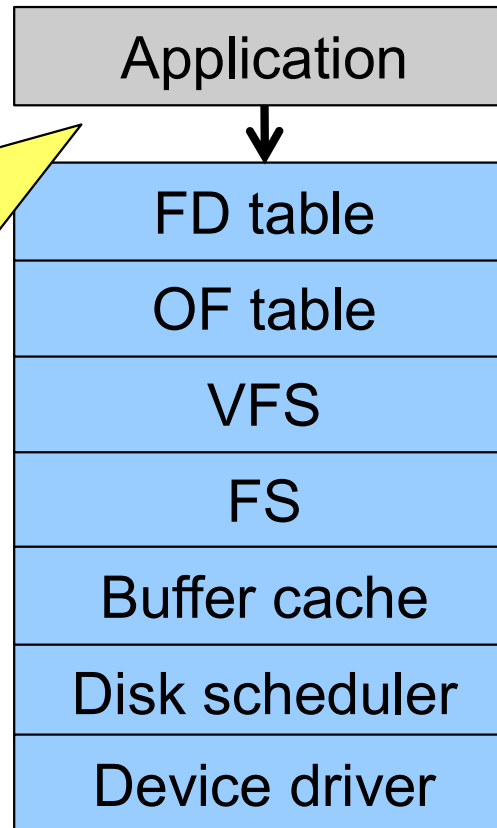 Application
FD table
OF table
VFS
FS
Buffer cache
Disk scheduler
Device driver